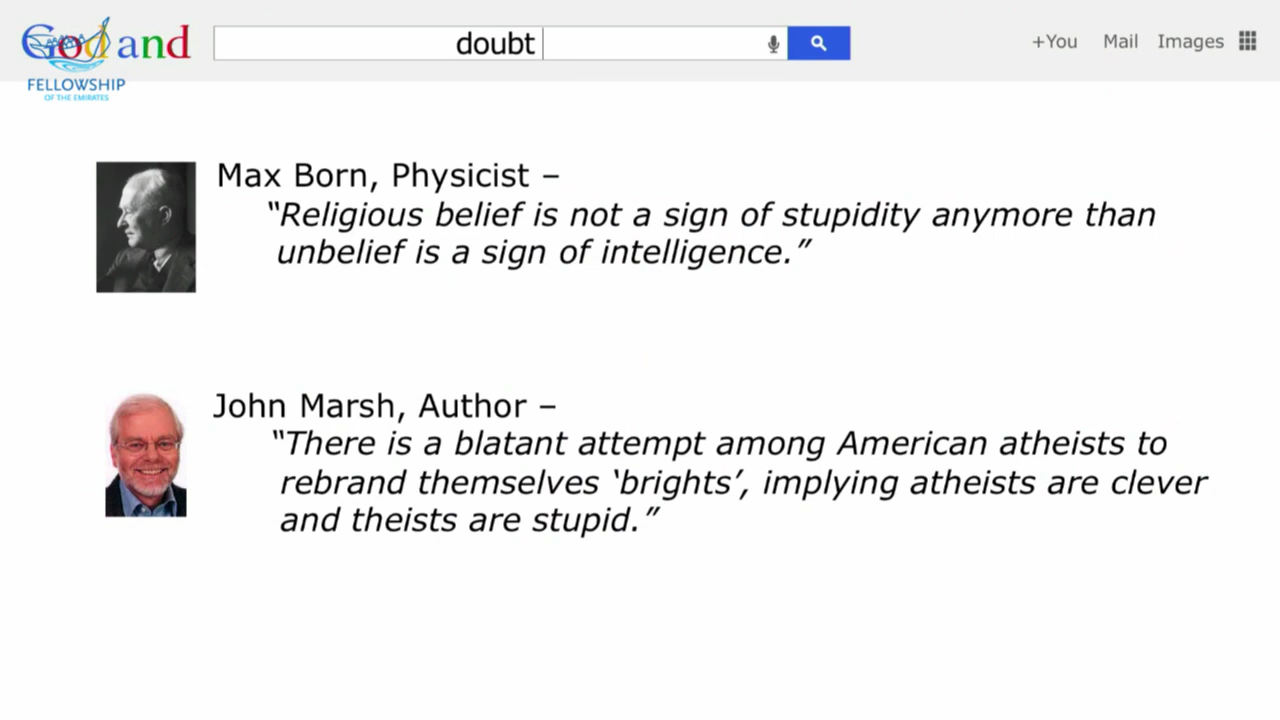 God and
doubt
+You Mail Images
FELLOWSHIP
OF THE EMIRATES
Max Born, Physicist –
“Religious belief is not a sign of stupidity anymore than
unbelief is a sign of intelligence.”
John Marsh, Author –
“There is a blatant attempt among American atheists to
rebrand themselves ‘brights’, implying atheists are clever
and theists are stupid.”